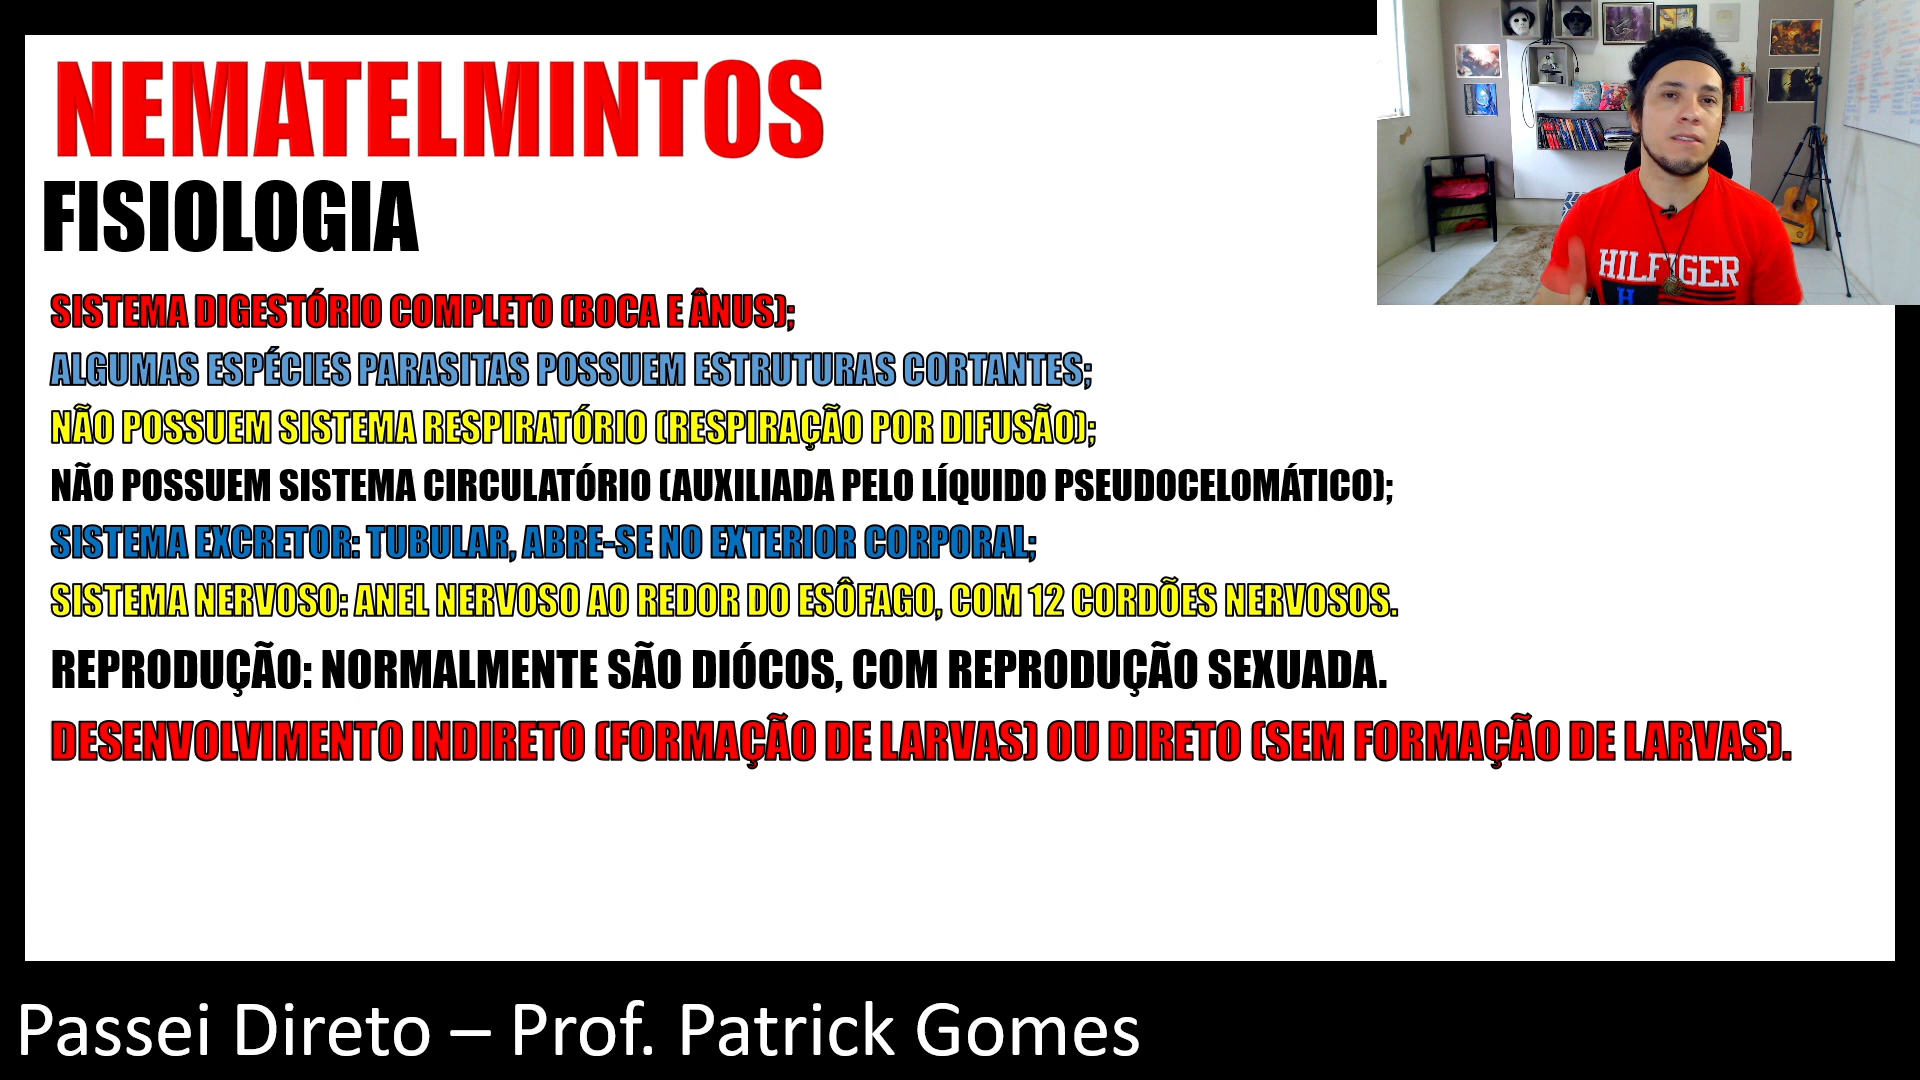 NEMATELMINTOS
FISIOLOGIA
SISTEMA DIGESTÓRIO COMPLETO (BOCA E ÂNUS);
ALGUMAS ESPÉCIES PARASITAS POSSUEM ESTRUTURAS CORTANTES;
NÃO POSSUEM SISTEMA RESPIRATÓRIO (RESPIRAÇÃO POR DIFUSÃO);
NÃO POSSUEM SISTEMA CIRCULATÓRIO (AUXILIADA PELO LÍQUIDO PSEUDOCELOMÁTICO);
SISTEMA EXCRETOR: TUBULAR, ABRE-SE NO EXTERIOR CORPORAL;
SISTEMA NERVOSO: ANEL NERVOSO AO REDOR DO ESÔFAGO, COM 12 CORDÕES NERVOSOS.
REPRODUÇÃO: NORMALMENTE SÃO DIÓCOS, COM REPRODUÇÃO SEXUADA.
DESENVOLVIMENTO INDIRETO (FORMAÇÃO DE LARVAS) OU DIRETO (SEM FORMAÇÃO DE LARVAS).
HILFIGER
H
Passei Direto – Prof. Patrick Gomes